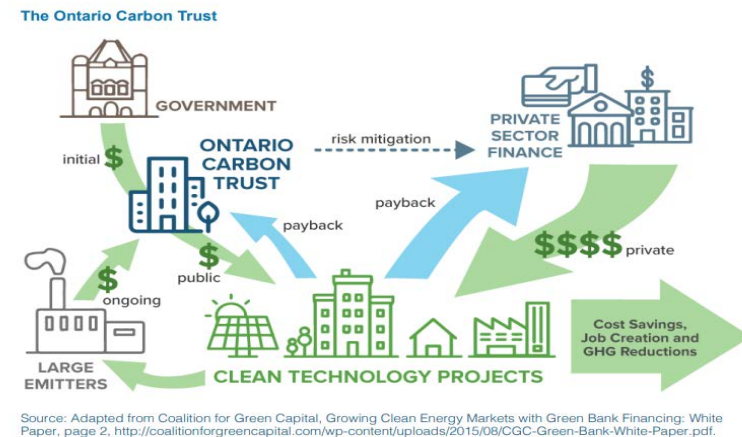 The Ontario Carbon Trust
GOVERNMENT
initial $
ONTARIO
CARBON
TRUST
risk mitigation
PRIVATE
SECTOR
FINANCE
$
payback
payback
$$$$ private
$
public
$
ongoing
LARGE
EMITTERS
CLEAN TECHNOLOGY PROJECTS
Cost Savings,
Job Creation and
GHG Reductions
Source: Adapted from Coalition for Green Capital, Growing Clean Energy Markets with Green Bank Financing: White
Paper, page 2, http://coalitionforgreencapital.com/wp-content/uploads/2015/08/CGC-Green-Bank-White-Paper.pdf.